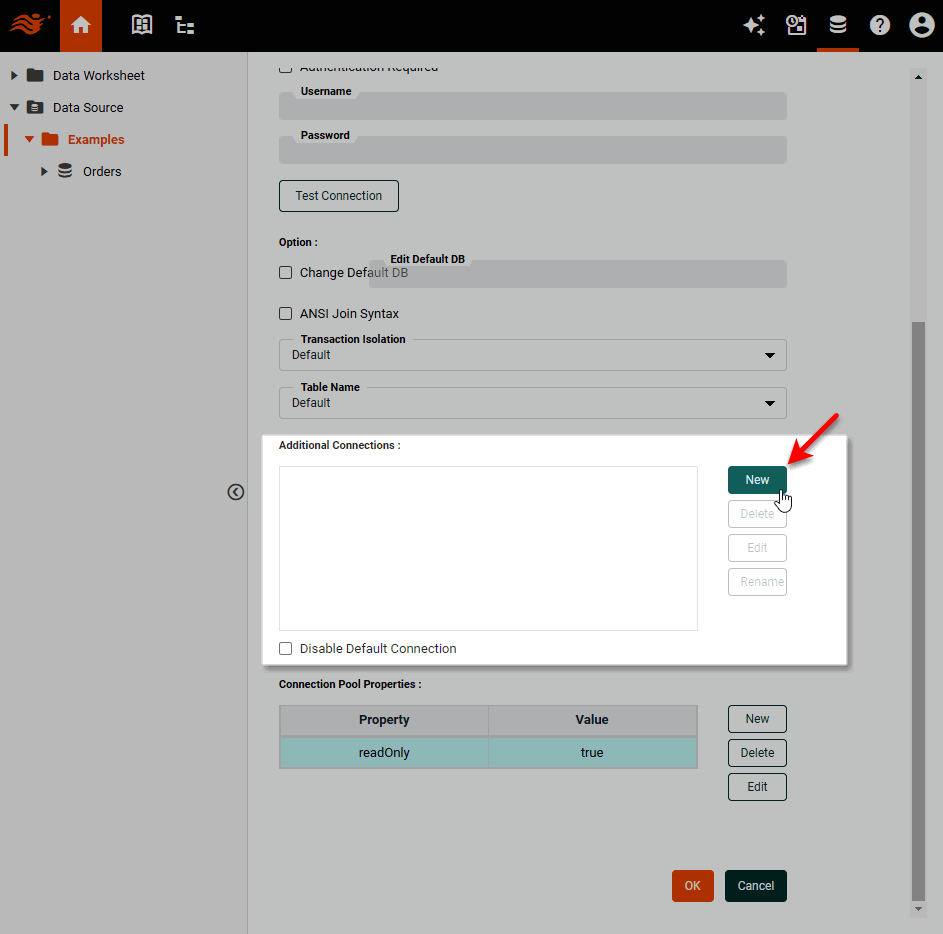 Data Worksheet
Data Source
Examples
Orders
Authentication Required
Username
Password
Test Connection
Option :
Edit Default DB
Change Default DB
ANSI Join Syntax
Transaction Isolation
Default
Table Name
Default
Additional Connections :
New
Delete
Edit
Rename
Disable Default Connection
Connection Pool Properties :
Property Value
readOnly true
New
Delete
Edit
OK Cancel